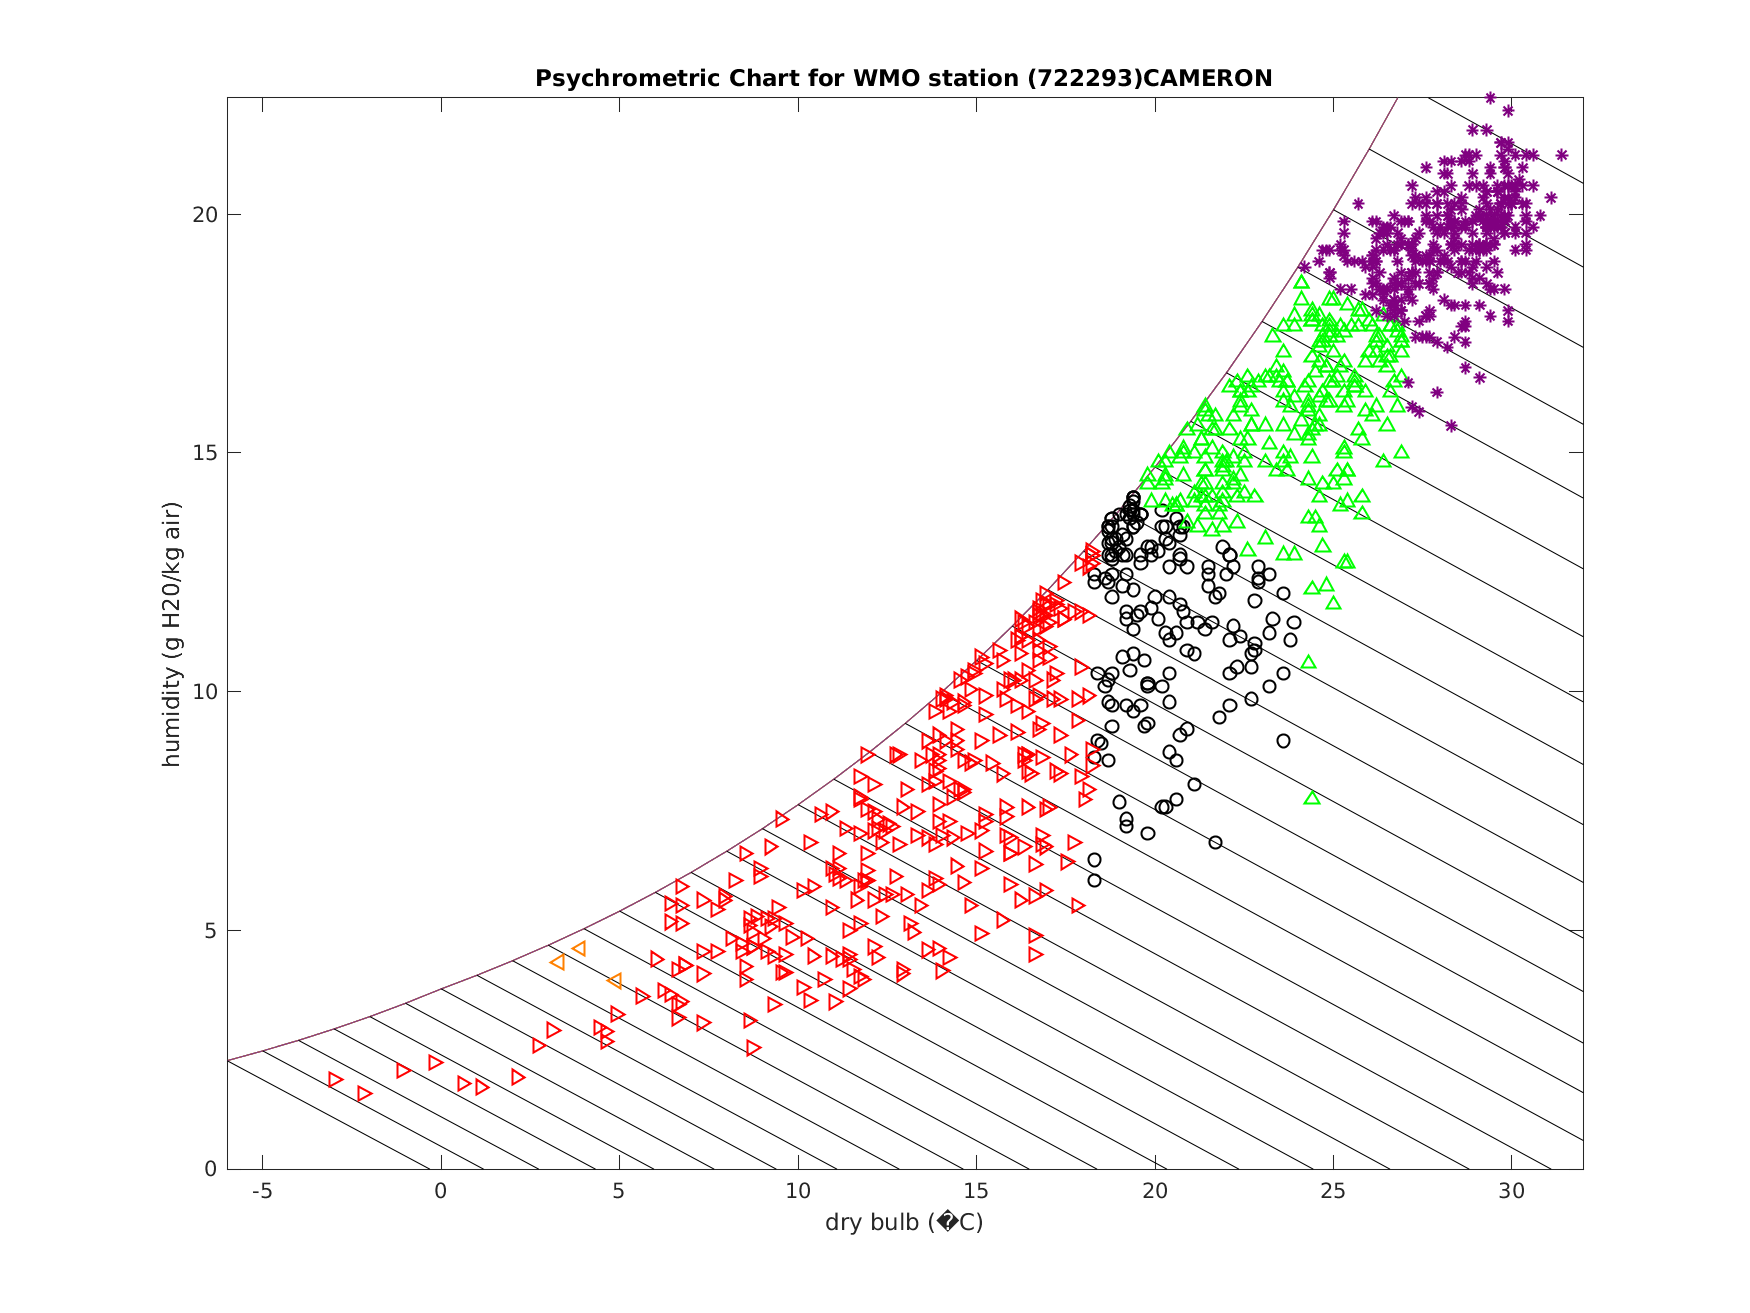 Psychrometric Chart for WMO station (722293)CAMERON
20
15
10
5
0
humidity (g H20/kg air)
-5 0 5 10 15 20 25 30
dry bulb (�C)